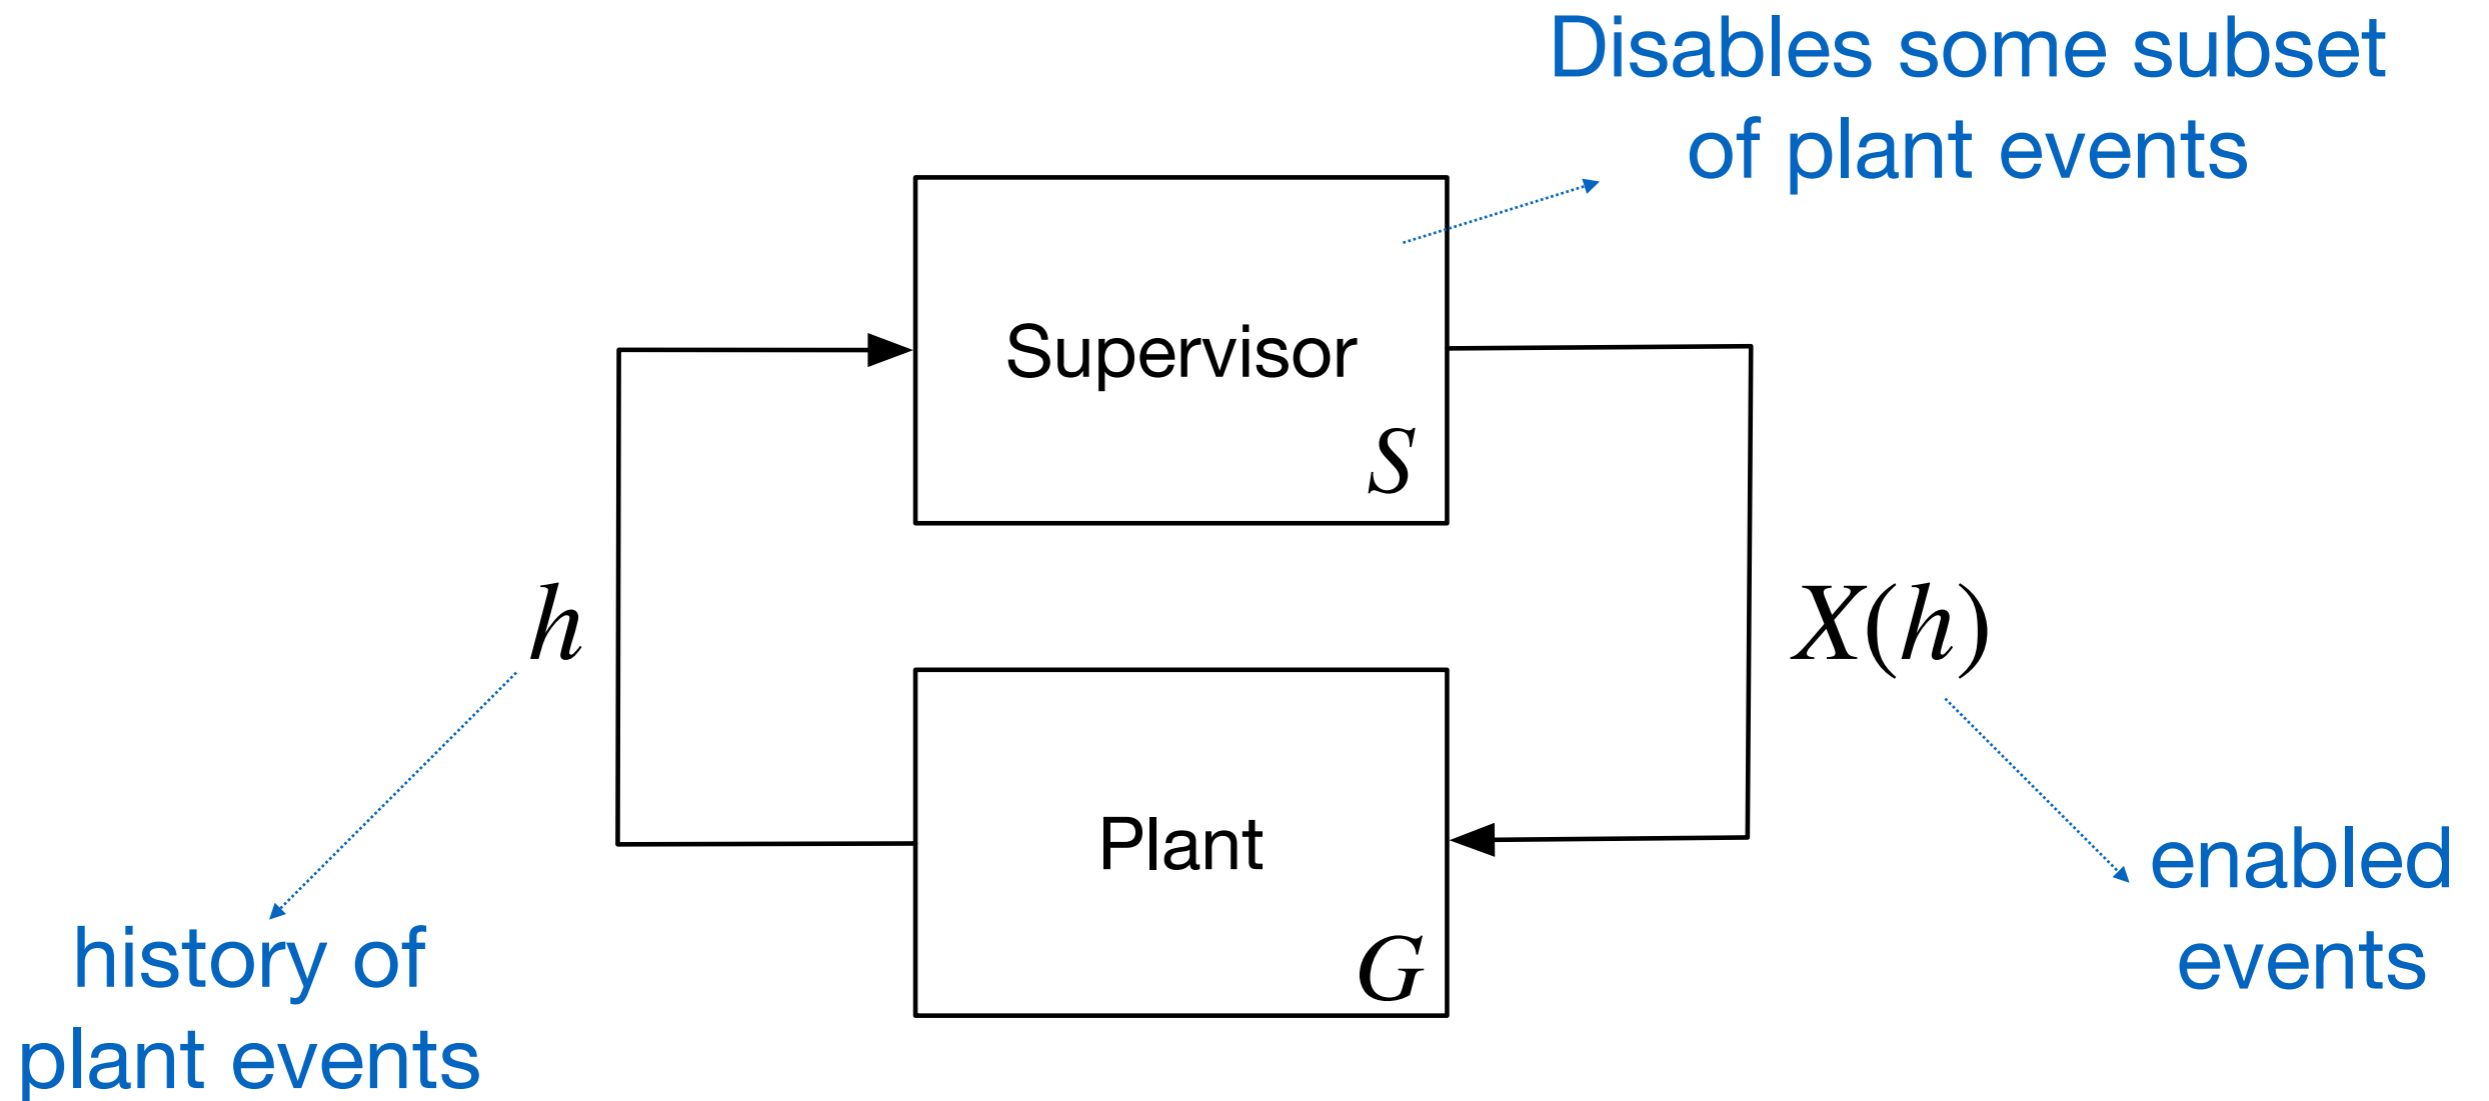 Disables some subset
of plant events
Supervisor
S
h
X(h)
Plant
G
enabled
events
history of
plant events